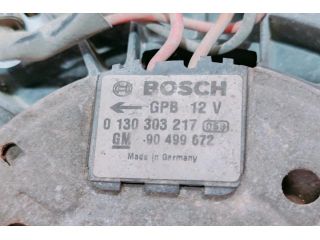 BOSCH
← GPB 12 V
0 130 303 217
GM 90 499 672
Made in Germany